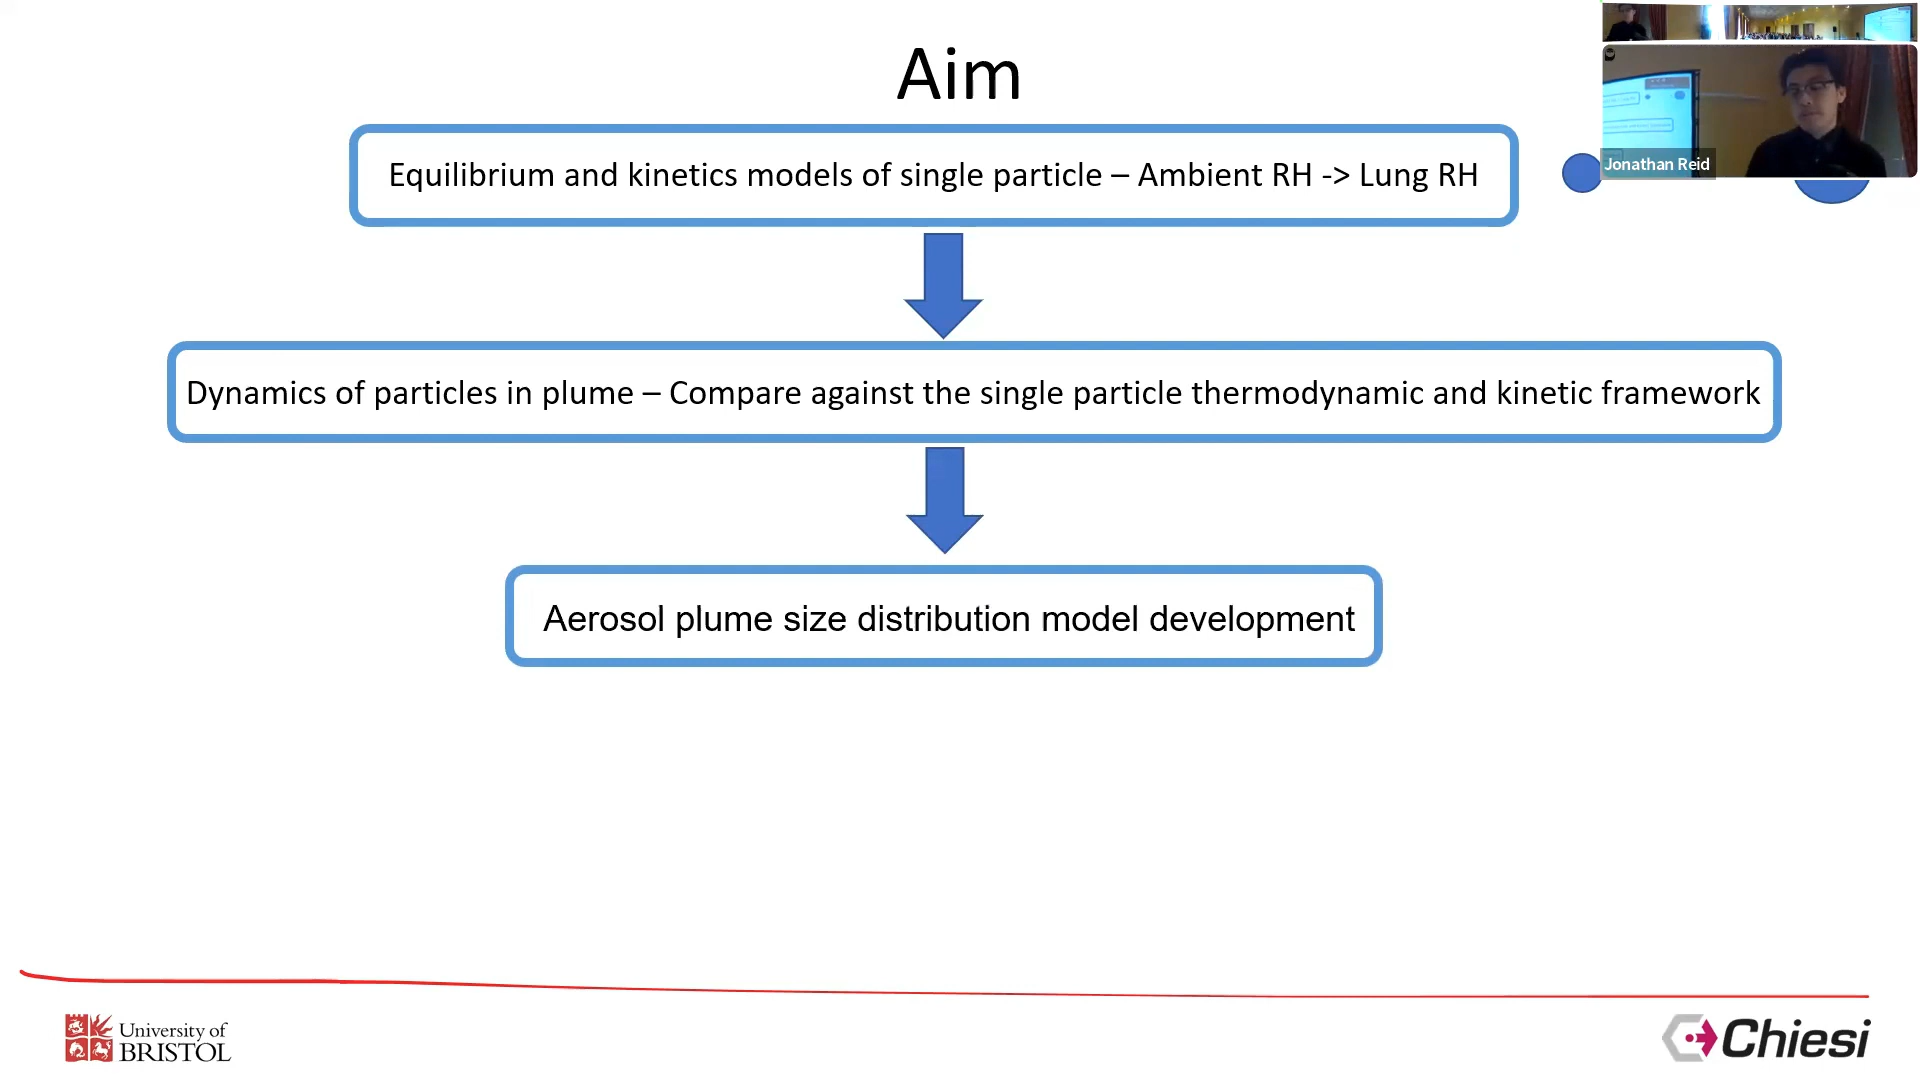 Aim
Equilibrium and kinetics models of single particle – Ambient RH -> Lung RH
Jonathan Reid
Dynamics of particles in plume – Compare against the single particle thermodynamic and kinetic framework
Aerosol plume size distribution model development
University of
BRISTOL
Chiesi